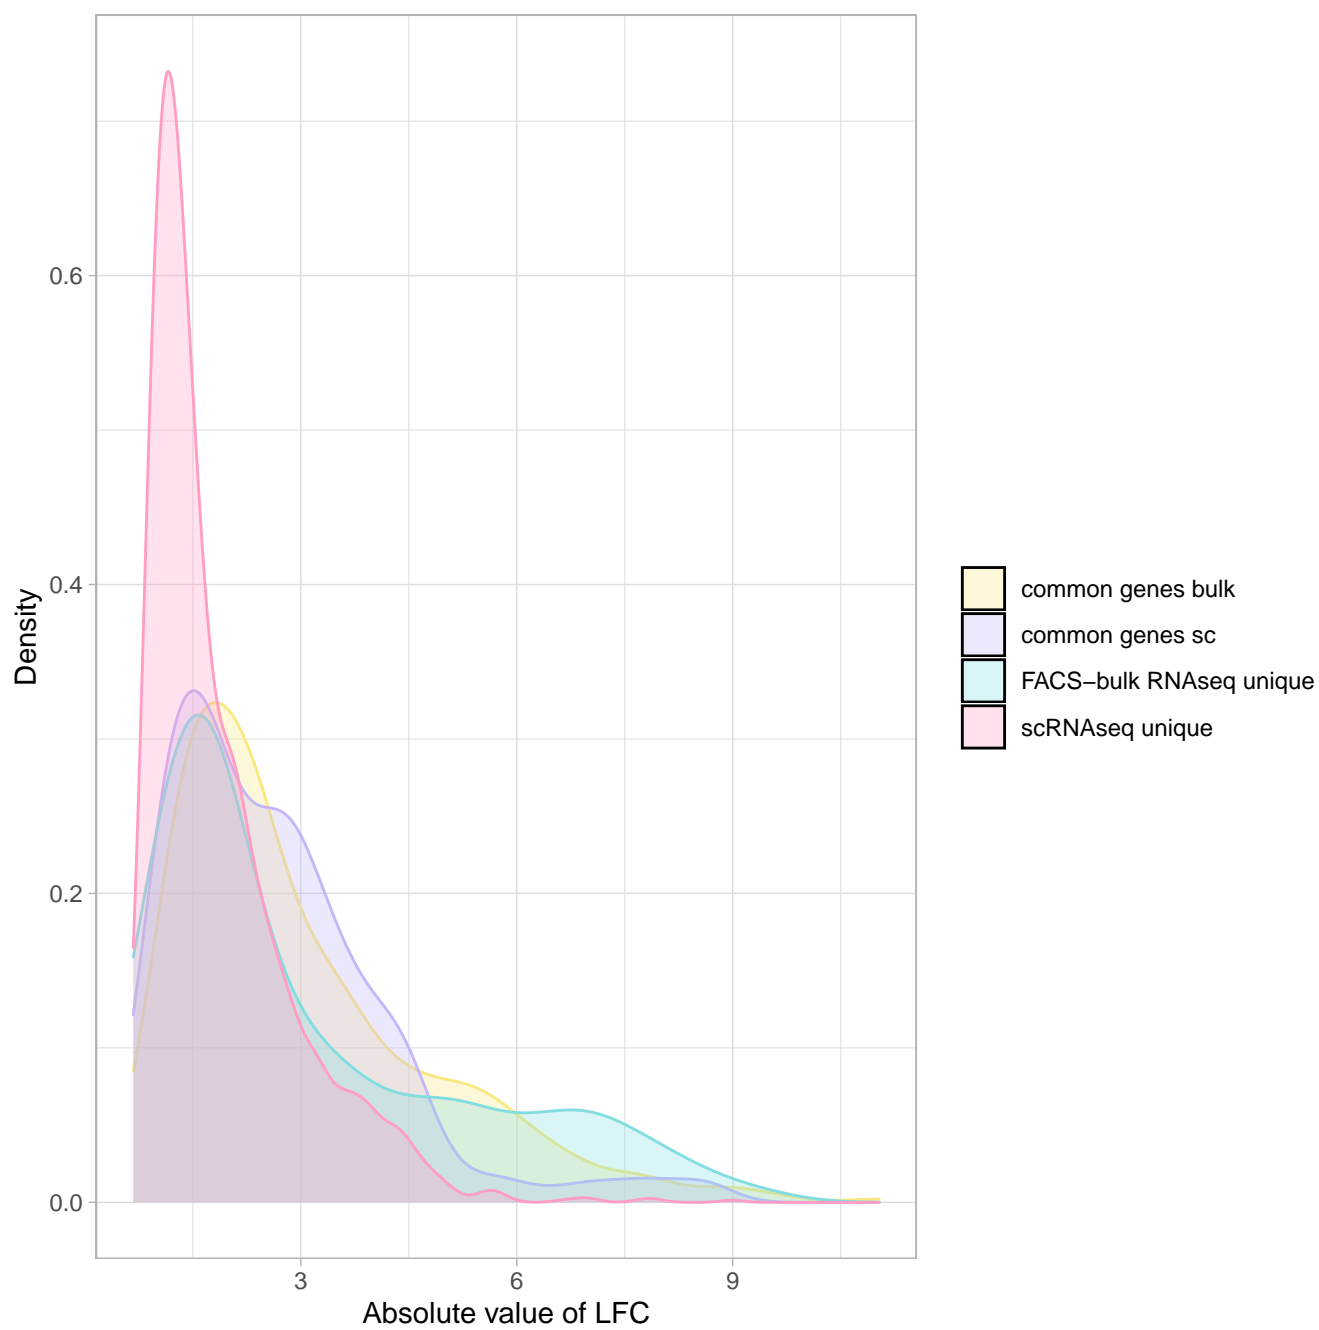 Density
0.6
0.4
0.2
0.0
3 6 9
Absolute value of LFC
common genes bulk
common genes sc
FACS−bulk RNAseq unique
scRNAseq unique